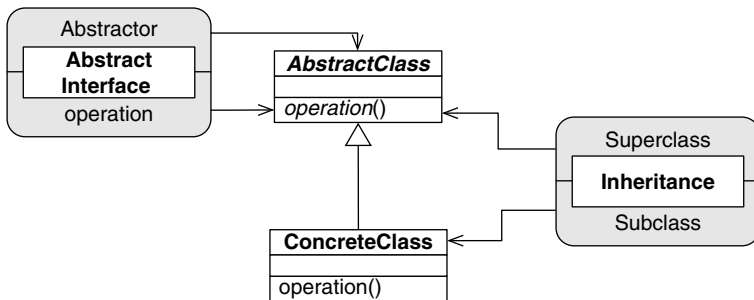 Abstractor
Abstract
Interface
operation
AbstractClass
operation()
Superclass
Inheritance
Subclass
ConcreteClass
operation()